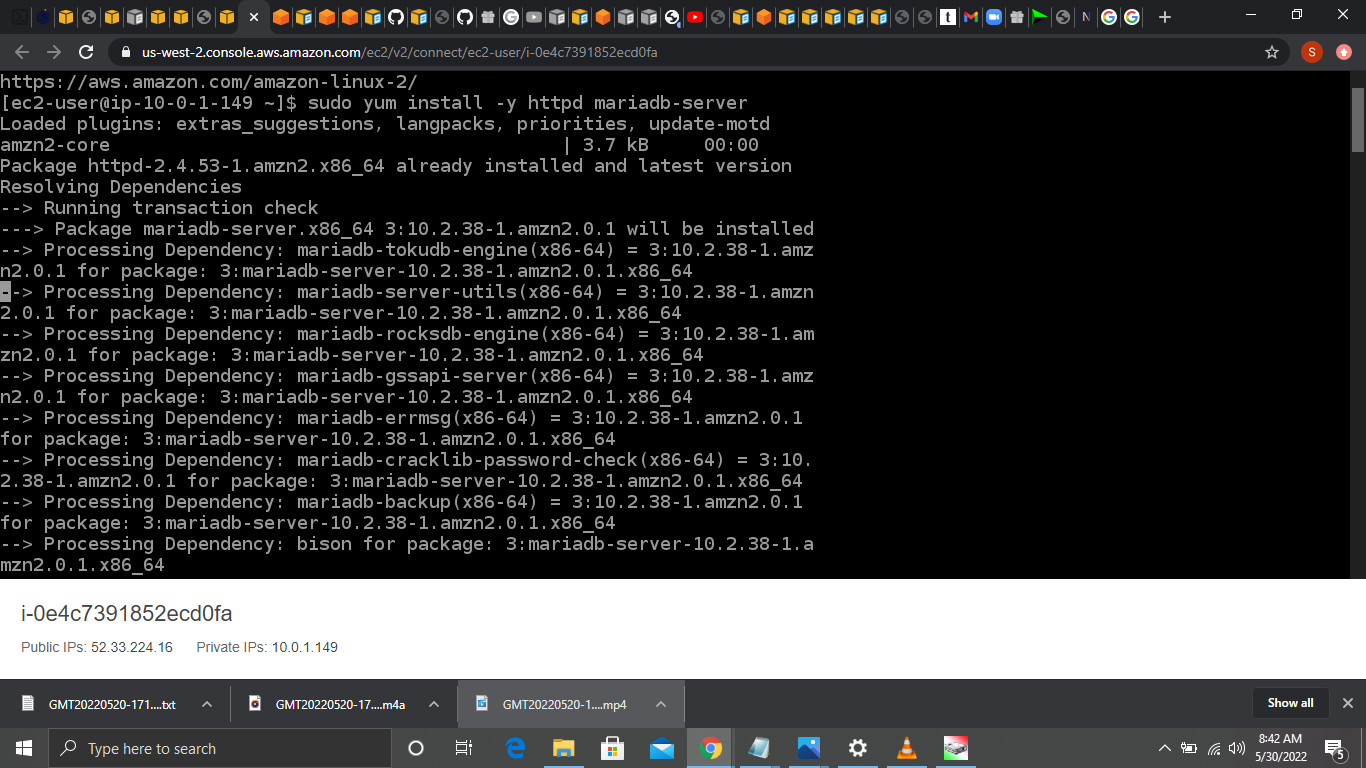 us-west-2.console.aws.amazon.com/ec2/v2/connect/ec2-user/i-0e4c7391852ecd0fa
S
https://aws.amazon.com/amazon-linux-2/
[ec2-user@ip-10-0-1-149 ~]$ sudo yum install -y httpd mariadb-server
Loaded plugins: extras_suggestions, langpacks, priorities, update-motd
amzn2-core | 3.7 kB 00:00
Package httpd-2.4.53-1.amzn2.x86_64 already installed and latest version
Resolving Dependencies
--> Running transaction check
---> Package mariadb-server.x86_64 3:10.2.38-1.amzn2.0.1 will be installed
--> Processing Dependency: mariadb-tokudb-engine(x86-64) = 3:10.2.38-1.amz
n2.0.1 for package: 3:mariadb-server-10.2.38-1.amzn2.0.1.x86_64
--> Processing Dependency: mariadb-server-utils(x86-64) = 3:10.2.38-1.amzn
2.0.1 for package: 3:mariadb-server-10.2.38-1.amzn2.0.1.x86_64
--> Processing Dependency: mariadb-rocksdb-engine(x86-64) = 3:10.2.38-1.am
zn2.0.1 for package: 3:mariadb-server-10.2.38-1.amzn2.0.1.x86_64
--> Processing Dependency: mariadb-gssapi-server(x86-64) = 3:10.2.38-1.amz
n2.0.1 for package: 3:mariadb-server-10.2.38-1.amzn2.0.1.x86_64
--> Processing Dependency: mariadb-errmsg(x86-64) = 3:10.2.38-1.amzn2.0.1
for package: 3:mariadb-server-10.2.38-1.amzn2.0.1.x86_64
--> Processing Dependency: mariadb-cracklib-password-check(x86-64) = 3:10.
2.38-1.amzn2.0.1 for package: 3:mariadb-server-10.2.38-1.amzn2.0.1.x86_64
--> Processing Dependency: mariadb-backup(x86-64) = 3:10.2.38-1.amzn2.0.1
for package: 3:mariadb-server-10.2.38-1.amzn2.0.1.x86_64
--> Processing Dependency: bison for package: 3:mariadb-server-10.2.38-1.a
mzn2.0.1.x86_64
i-0e4c7391852ecd0fa
Public IPs: 52.33.224.16 Private IPs: 10.0.1.149
GMT20220520-171....txt
GMT20220520-17....m4a
GMT20220520-1....mp4
Show all
Type here to search
8:42 AM
5/30/2022
5